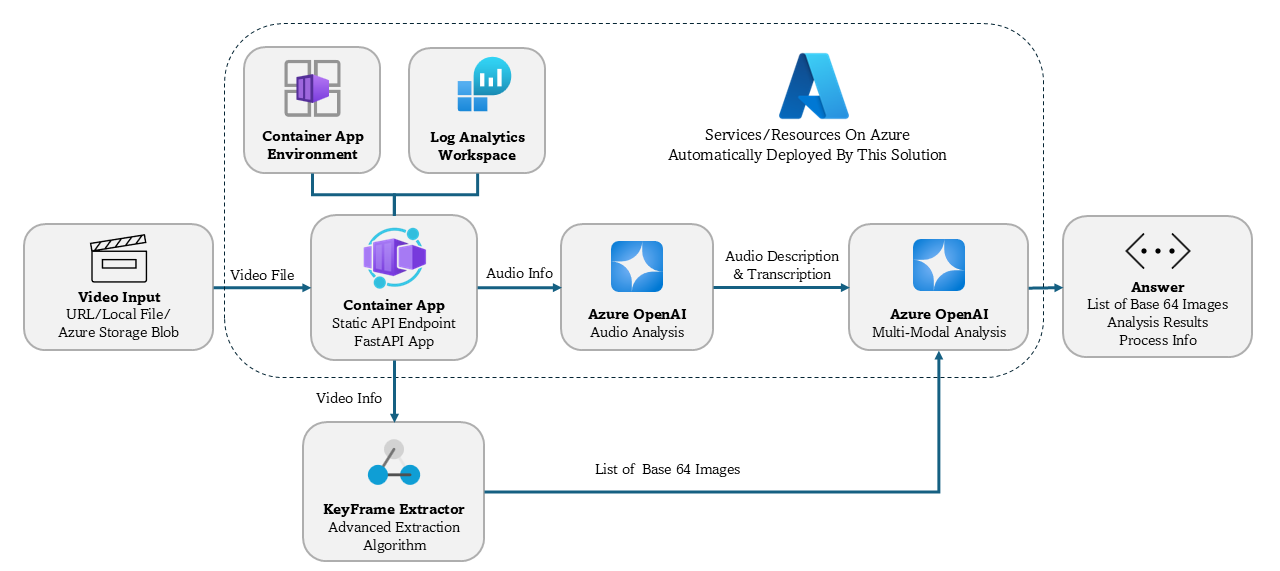 Container App
Environment
Log Analytics
Workspace
Services/Resources On Azure
Automatically Deployed By This Solution
Video Input
URL/Local File/
Azure Storage Blob
Video File
Container App
Static API Endpoint
FastAPI App
Audio Info
Azure OpenAI
Audio Analysis
Audio Description
& Transcription
Azure OpenAI
Multi-Modal Analysis
Answer
List of Base 64 Images
Analysis Results
Process Info
Video Info
KeyFrame Extractor
Advanced Extraction
Algorithm
List of Base 64 Images